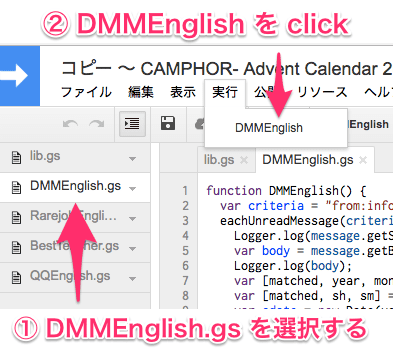 ② DMMEnglish を click
コピー 〜 CAMPHOR- Advent Calendar 2
ファイル 編集 表示 実行 公開 リソース ヘル
DMMEnglish
lib.gs
DMMEnglish.gs
RarejobEngli...
QQEnglish.gs
lib.gs × DMMEnglish.gs ×
1 function DMMEnglish() {
2 var criteria = "from:info
3 eachUnreadMessage(criteri
4 Logger.log(message.getS
5 var body = message.getB
6 Logger.log(body);
7 var [matched, year, mon
8 var [matched, sh, sm] =
① DMMEnglish.gs を選択する